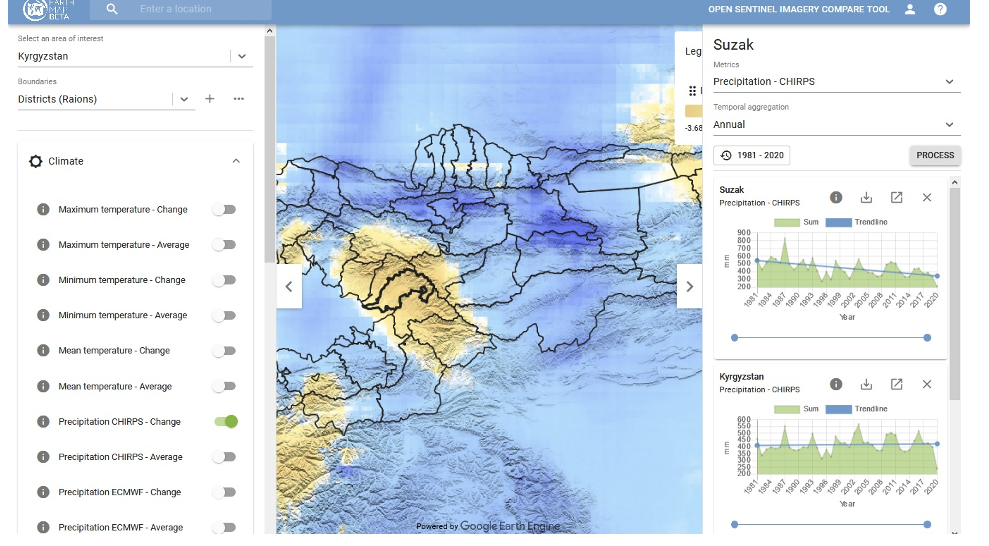 EARTH
MAP
BETA
Enter a location
OPEN SENTINEL IMAGERY COMPARE TOOL
?
Select an area of interest
Kyrgyzstan
Boundaries
Districts (Raions)
Climate
Maximum temperature - Change
Maximum temperature - Average
Minimum temperature - Change
Minimum temperature - Average
Mean temperature - Change
Mean temperature - Average
Precipitation CHIRPS - Change
Precipitation CHIRPS - Average
Precipitation ECMWF - Change
Precipitation ECMWF - Average
Leg
-3.68
Powered by Google Earth Engine
Suzak
Metrics
Precipitation - CHIRPS
Temporal aggregation
Annual
1981 - 2020
PROCESS
Suzak
Precipitation - CHIRPS
Sum Trendline
900
800
700
600
500
400
300
200
mm
1981 1984 1987 1990 1993 1996 1999 2002 2005 2008 2011 2014 2017 2020
Year
Kyrgyzstan
Precipitation - CHIRPS
Sum Trendline
600
550
500
450
400
350
300
250
200
mm
1981 1984 1987 1990 1993 1996 1999 2002 2005 2008 2011 2014 2017 2020
Year